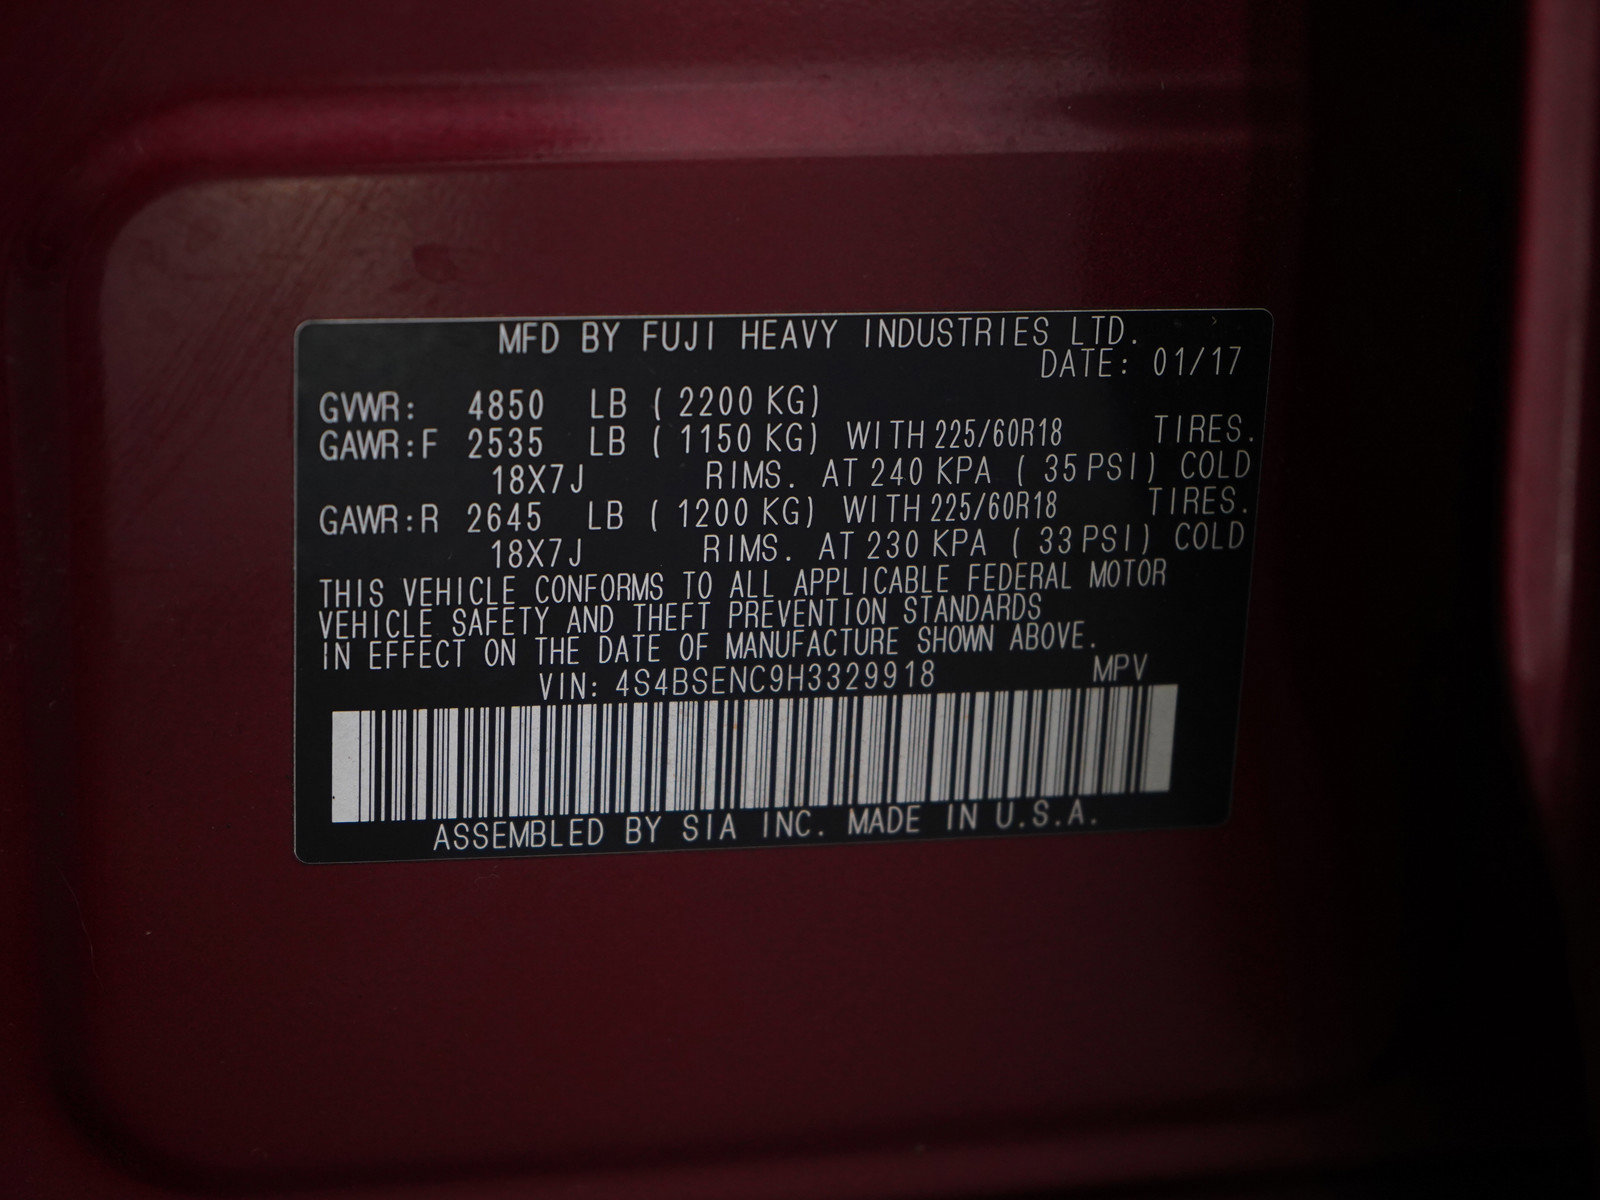 MFD BY FUJI HEAVY INDUSTRIES LTD.
DATE: 01/17
GVWR: 4850 LB ( 2200 KG)
GAWR:F 2535 LB ( 1150 KG) WITH 225/60R18 TIRES.
18X7J RIMS. AT 240 KPA ( 35 PSI) COLD
GAWR:R 2645 LB ( 1200 KG) WITH 225/60R18 TIRES.
18X7J RIMS. AT 230 KPA ( 33 PSI) COLD
THIS VEHICLE CONFORMS TO ALL APPLICABLE FEDERAL MOTOR
VEHICLE SAFETY AND THEFT PREVENTION STANDARDS
IN EFFECT ON THE DATE OF MANUFACTURE SHOWN ABOVE.
VIN: 4S4BSENC9H3329918 MPV
ASSEMBLED BY SIA INC. MADE IN U.S.A.